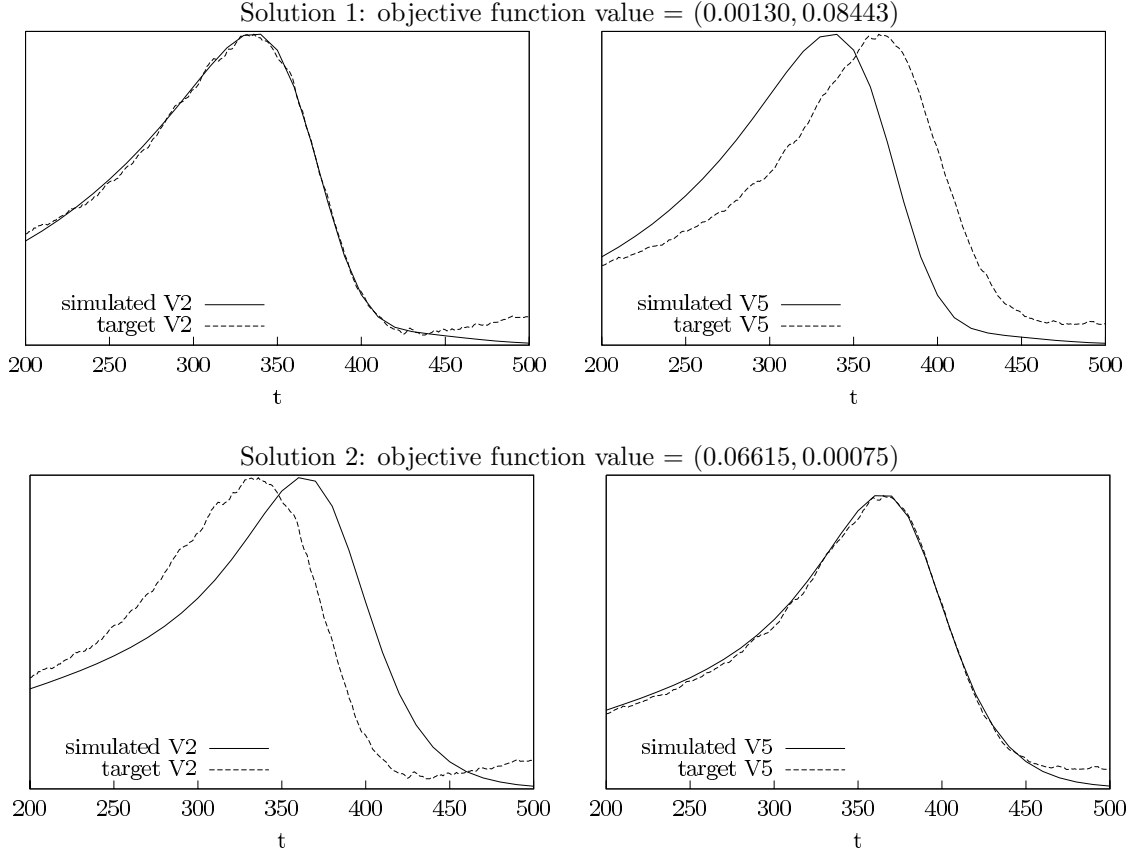 Solution 1: objective function value = (0.00130, 0.08443)
simulated V2
target V2
200 250 300 350 400 450 500
t
simulated V5
target V5
200 250 300 350 400 450 500
t
Solution 2: objective function value = (0.06615, 0.00075)
simulated V2
target V2
200 250 300 350 400 450 500
t
simulated V5
target V5
200 250 300 350 400 450 500
t